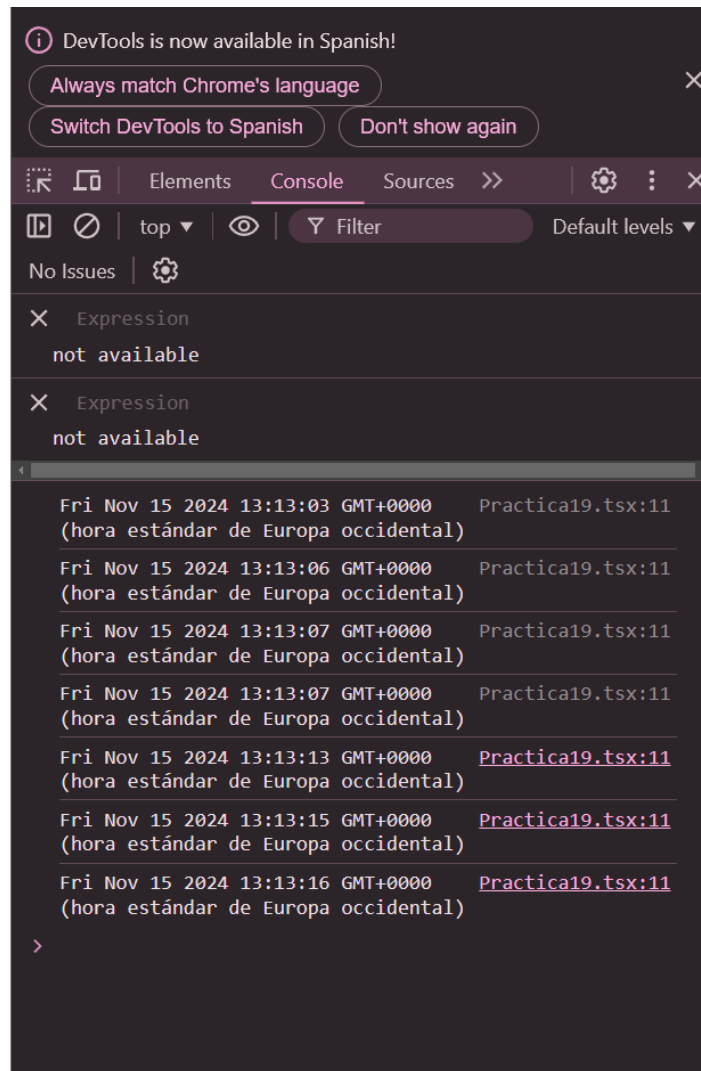 DevTools is now available in Spanish!
Always match Chrome's language
Switch DevTools to Spanish Don't show again
Elements Console Sources
top Filter Default levels
No Issues
Expression
not available
Expression
not available
Fri Nov 15 2024 13:13:03 GMT+0000 Practica19.tsx:11
(hora estándar de Europa occidental)
Fri Nov 15 2024 13:13:06 GMT+0000 Practica19.tsx:11
(hora estándar de Europa occidental)
Fri Nov 15 2024 13:13:07 GMT+0000 Practica19.tsx:11
(hora estándar de Europa occidental)
Fri Nov 15 2024 13:13:07 GMT+0000 Practica19.tsx:11
(hora estándar de Europa occidental)
Fri Nov 15 2024 13:13:13 GMT+0000 Practica19.tsx:11
(hora estándar de Europa occidental)
Fri Nov 15 2024 13:13:15 GMT+0000 Practica19.tsx:11
(hora estándar de Europa occidental)
Fri Nov 15 2024 13:13:16 GMT+0000 Practica19.tsx:11
(hora estándar de Europa occidental)